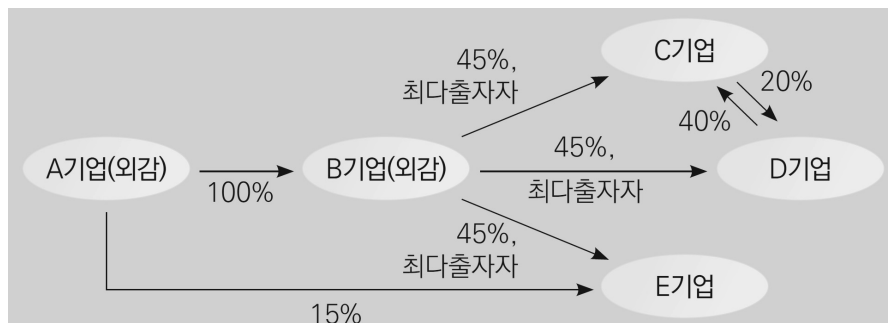 C기업
45%,
최다출자자
20%
40%
A기업(외감)
100%
B기업(외감)
45%,
최다출자자
D기업
45%,
최다출자자
E기업
15%